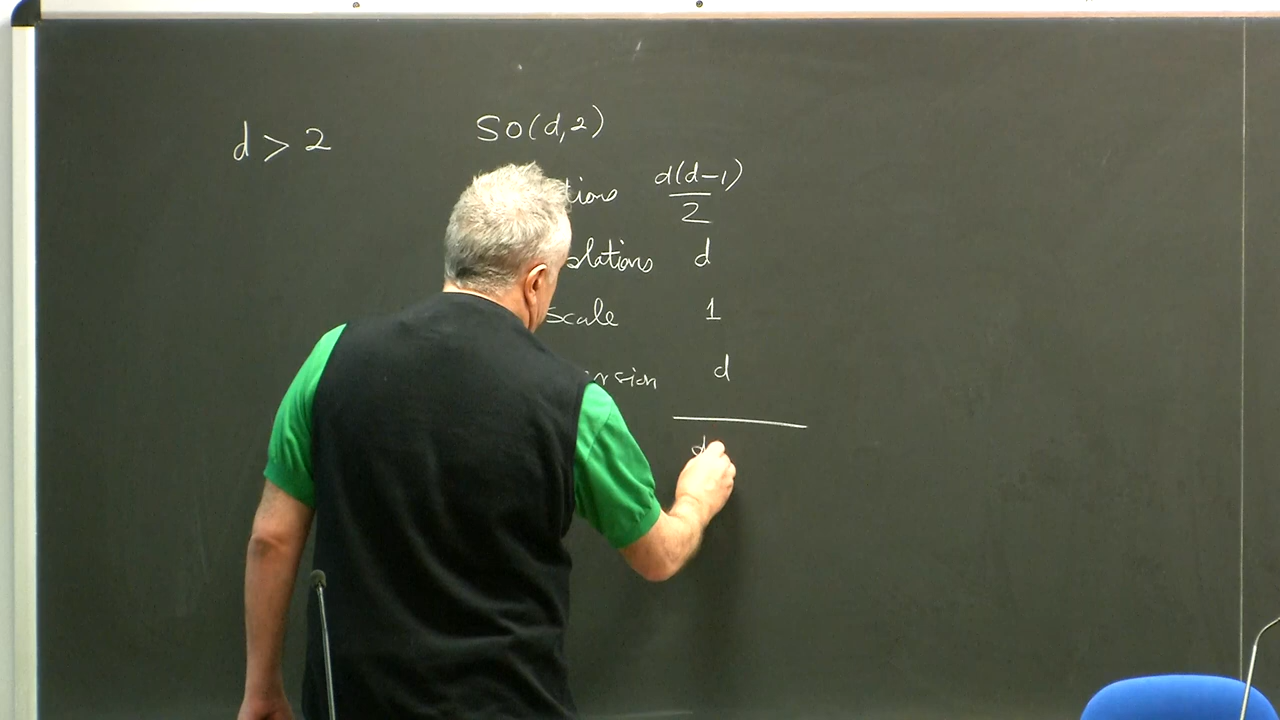 d > 2
SO(d,2)
tions d(d-1)/2
slations d
scale 1
rsion d
d